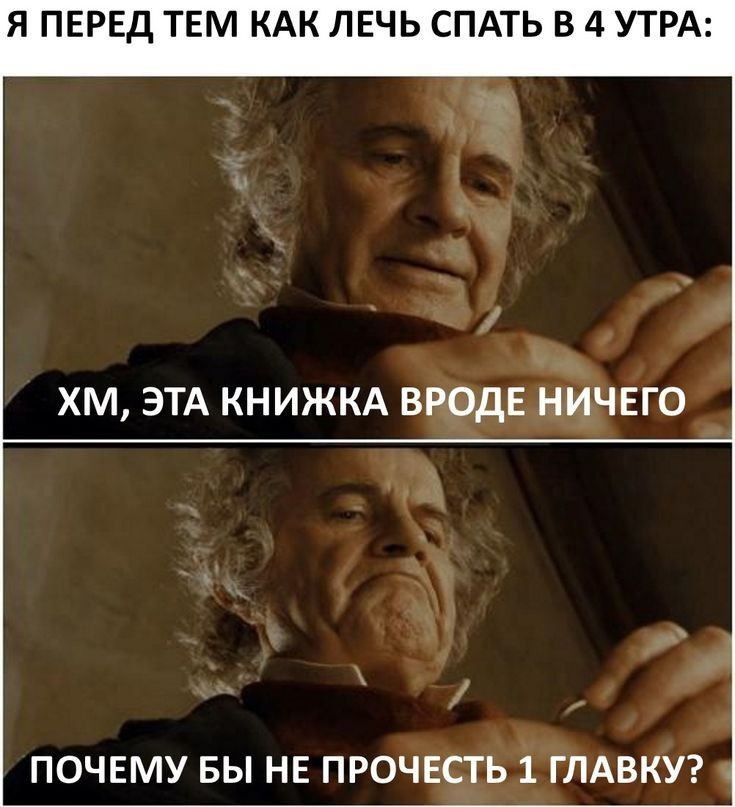 Я ПЕРЕД ТЕМ КАК ЛЕЧЬ СПАТЬ В 4 УТРА:
ХМ, ЭТА КНИЖКА ВРОДЕ НИЧЕГО
ПОЧЕМУ БЫ НЕ ПРОЧЕСТЬ 1 ГЛАВКУ?